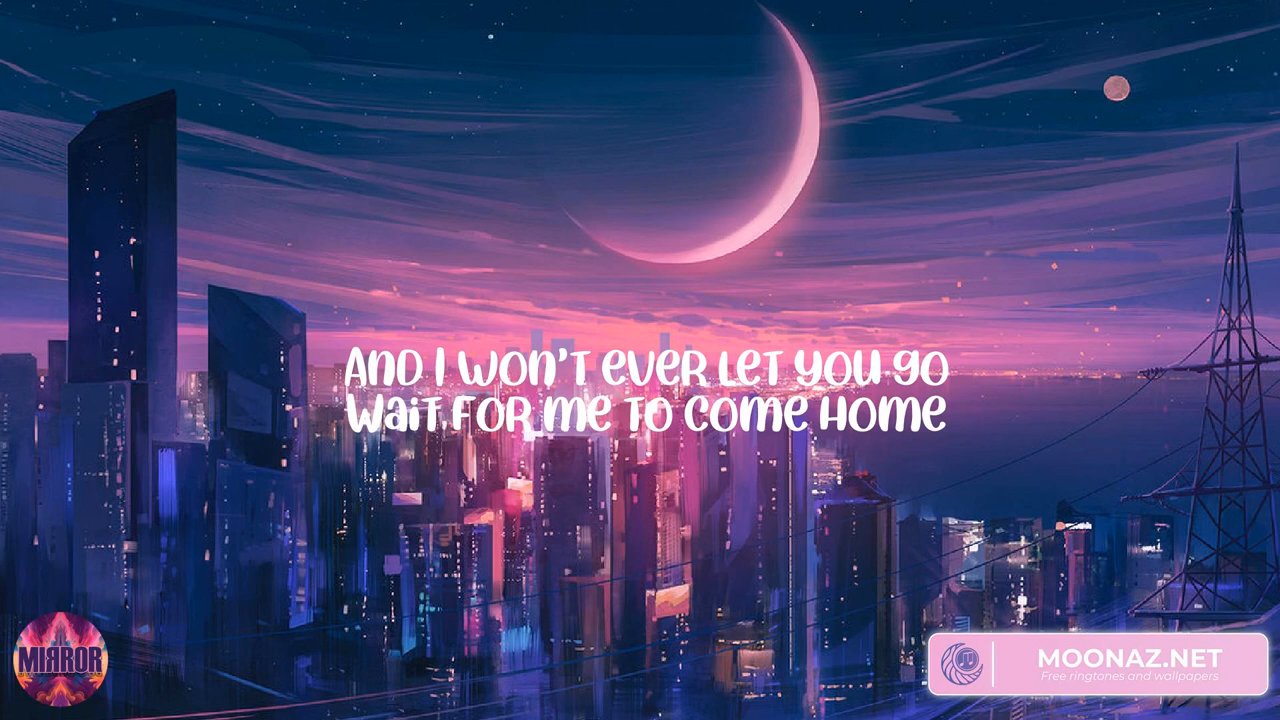 And I won't ever let you go
Wait for me to come home
MIRROR
MOONAZ.NET
Free ringtones and wallpapers